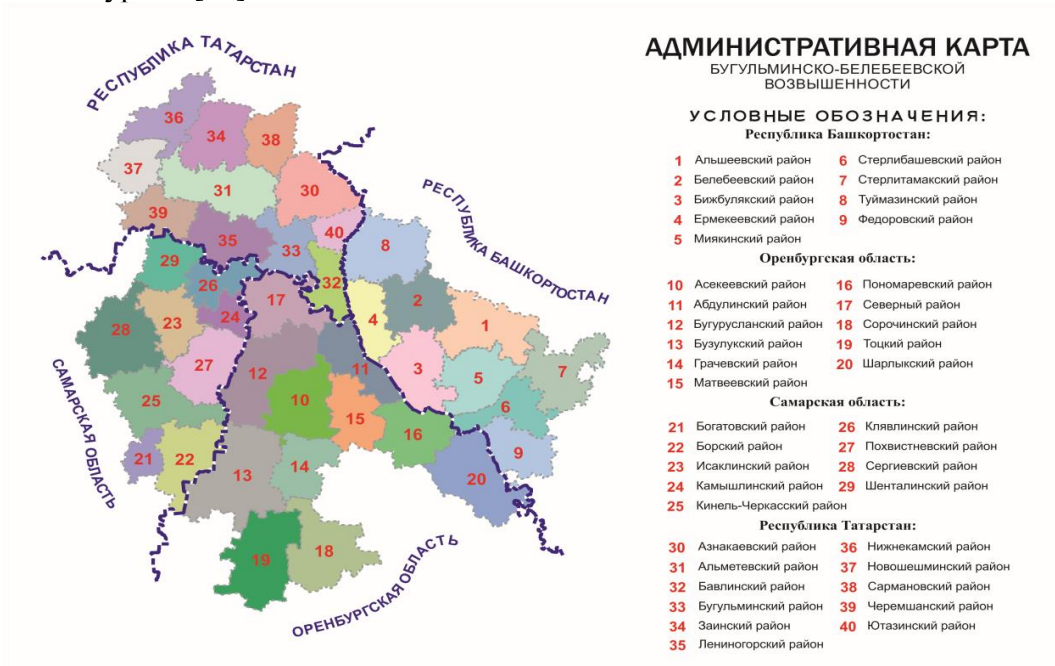 РЕСПУБЛИКА ТАТАРСТАН
РЕСПУБЛИКА БАШКОРТОСТАН
САМАРСКАЯ ОБЛАСТЬ
ОРЕНБУРГСКАЯ ОБЛАСТЬ
36
34
38
37
31
30
39
35
33
40
8
29
26
32
17
24
2
28
23
4
1
27
12
11
3
5
7
25
10
15
6
16
21
22
13
14
9
20
19
18
АДМИНИСТРАТИВНАЯ КАРТА
БУГУЛЬМИНСКО-БЕЛЕБЕЕВСКОЙ
ВОЗВЫШЕННОСТИ
УСЛОВНЫЕ ОБОЗНАЧЕНИЯ:
Республика Башкортостан:
1 Альшеевский район 6 Стерлибашевский район
2 Белебеевский район 7 Стерлитамакский район
3 Бижбулякский район 8 Туймазинский район
4 Ермекеевский район 9 Федоровский район
5 Миякинский район
Оренбургская область:
10 Асекеевский район 16 Пономаревский район
11 Абдулинский район 17 Северный район
12 Бугурусланский район 18 Сорочинский район
13 Бузулукский район 19 Тоцкий район
14 Грачевский район 20 Шарлыкский район
15 Матвеевский район
Самарская область:
21 Богатовский район 26 Клявлинский район
22 Борский район 27 Похвистневский район
23 Исаклинский район 28 Сергиевский район
24 Камышлинский район 29 Шенталинский район
25 Кинель-Черкасский район
Республика Татарстан:
30 Азнакаевский район 36 Нижнекамский район
31 Альметевский район 37 Новошешминский район
32 Бавлинский район 38 Сармановский район
33 Бугульминский район 39 Черемшанский район
34 Заинский район 40 Ютазинский район
35 Лениногорский район